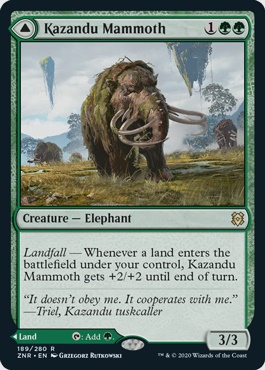 Kazandu Mammoth 1
Creature — Elephant
Landfall — Whenever a land enters the
battlefield under your control, Kazandu
Mammoth gets +2/+2 until end of turn.
“It doesn’t obey me. It cooperates with me.”
—Triel, Kazandu tuskcaller
Land : Add .
3/3
189/280 R
ZNR • EN Grzegorz Rutkowski
™ & © 2020 Wizards of the Coast